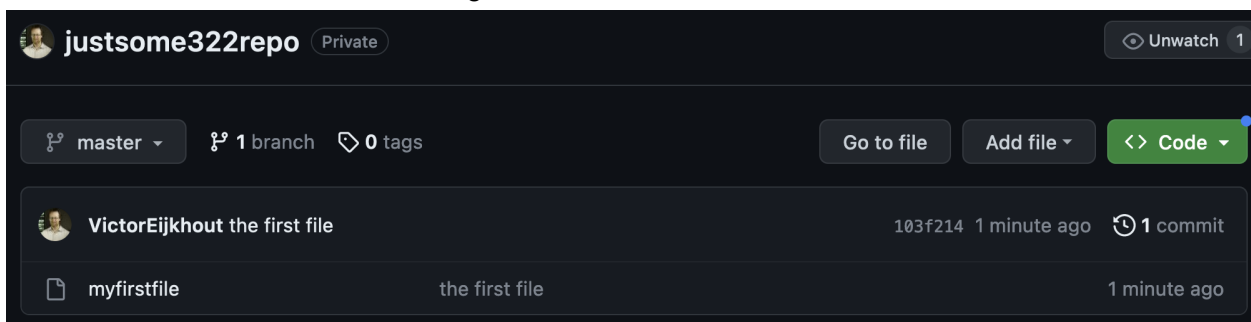 justsome322repo Private Unwatch 1
master 1 branch 0 tags Go to file Add file <> Code
VictorEijkhout the first file 103f214 1 minute ago 1 commit
myfirstfile the first file 1 minute ago